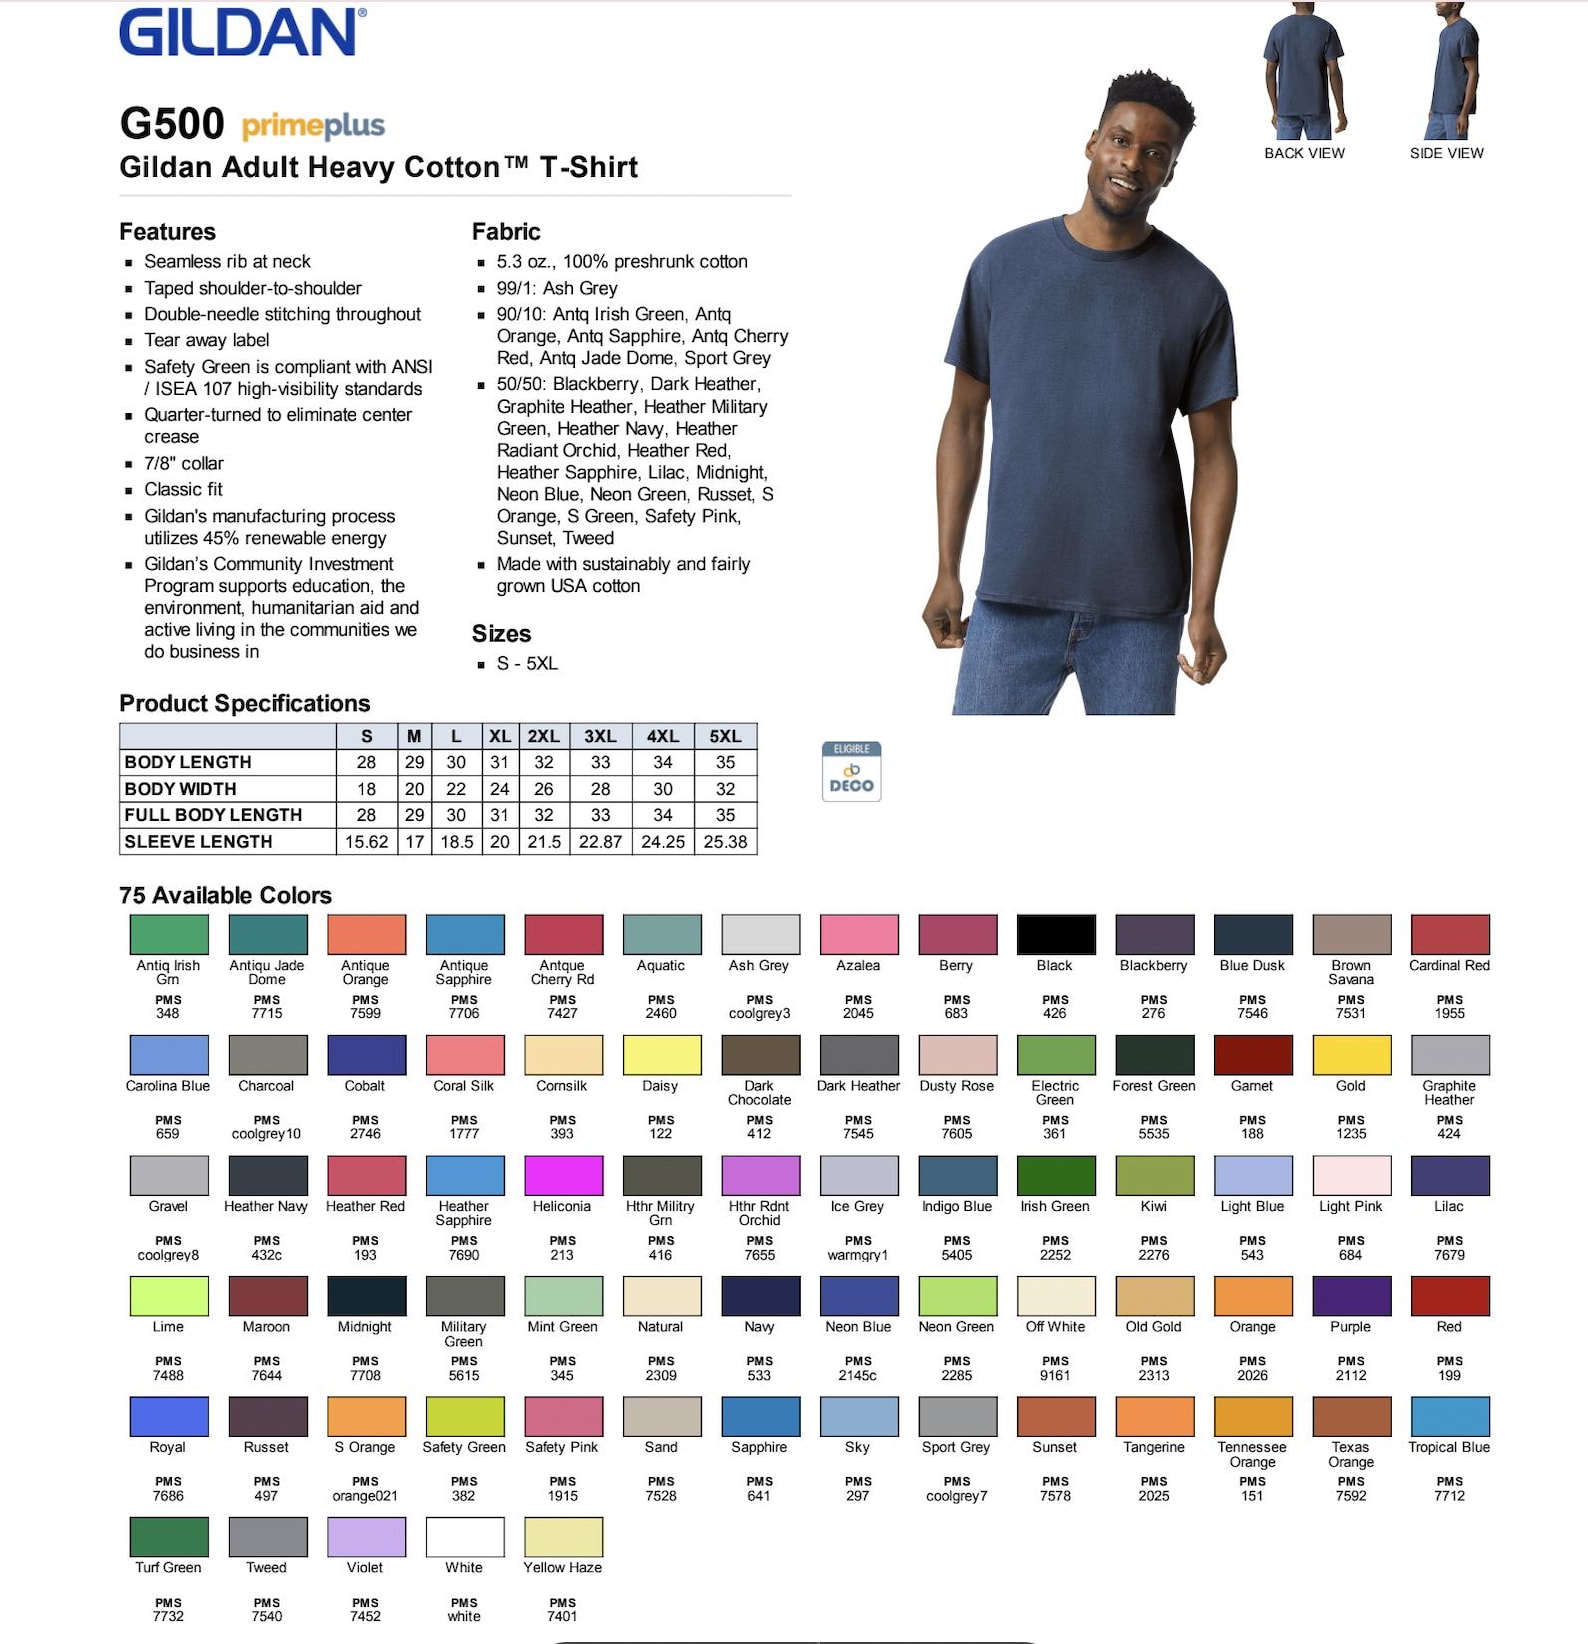 GILDAN®
G500 primeplus
Gildan Adult Heavy Cotton™ T-Shirt
BACK VIEW SIDE VIEW
Features
▪ Seamless rib at neck
▪ Taped shoulder-to-shoulder
▪ Double-needle stitching throughout
▪ Tear away label
▪ Safety Green is compliant with ANSI
/ ISEA 107 high-visibility standards
▪ Quarter-turned to eliminate center
crease
▪ 7/8" collar
▪ Classic fit
▪ Gildan's manufacturing process
utilizes 45% renewable energy
▪ Gildan’s Community Investment
Program supports education, the
environment, humanitarian aid and
active living in the communities we
do business in
Fabric
▪ 5.3 oz., 100% preshrunk cotton
▪ 99/1: Ash Grey
▪ 90/10: Antq Irish Green, Antq
Orange, Antq Sapphire, Antq Cherry
Red, Antq Jade Dome, Sport Grey
▪ 50/50: Blackberry, Dark Heather,
Graphite Heather, Heather Military
Green, Heather Navy, Heather
Radiant Orchid, Heather Red,
Heather Sapphire, Lilac, Midnight,
Neon Blue, Neon Green, Russet, S
Orange, S Green, Safety Pink,
Sunset, Tweed
▪ Made with sustainably and fairly
grown USA cotton
Sizes
▪ S - 5XL
Product Specifications
S M L XL 2XL 3XL 4XL 5XL
BODY LENGTH 28 29 30 31 32 33 34 35
BODY WIDTH 18 20 22 24 26 28 30 32
FULL BODY LENGTH 28 29 30 31 32 33 34 35
SLEEVE LENGTH 15.62 17 18.5 20 21.5 22.87 24.25 25.38
ELIGIBLE
DECO
75 Available Colors
Antiq Irish Antiqu Jade Antique Antique Antque Aquatic Ash Grey Azalea Berry Black Blackberry Blue Dusk Brown Cardinal Red
Grn Dome Orange Sapphire Cherry Rd Savana
PMS PMS PMS PMS PMS PMS PMS PMS PMS PMS PMS PMS PMS PMS
348 7715 7599 7706 7427 2460 coolgrey3 2045 683 426 276 7546 7531 1955
Carolina Blue Charcoal Cobalt Coral Silk Cornsilk Daisy Dark Dark Heather Dusty Rose Electric Forest Green Garnet Gold Graphite
Chocolate Green Heather
PMS PMS PMS PMS PMS PMS PMS PMS PMS PMS PMS PMS PMS PMS
659 coolgrey10 2746 1777 393 122 412 7545 7605 361 5535 188 1235 424
Gravel Heather Navy Heather Red Heather Heliconia Hthr Militry Hthr Rdnt Ice Grey Indigo Blue Irish Green Kiwi Light Blue Light Pink Lilac
Sapphire Grn Orchid
PMS PMS PMS PMS PMS PMS PMS PMS PMS PMS PMS PMS PMS PMS
coolgrey8 432c 193 7690 213 416 7655 warmgry1 5405 2252 2276 543 684 7679
Lime Maroon Midnight Military Mint Green Natural Navy Neon Blue Neon Green Off White Old Gold Orange Purple Red
Green
PMS PMS PMS PMS PMS PMS PMS PMS PMS PMS PMS PMS PMS PMS
7488 7644 7708 5615 345 2309 533 2145c 2285 9161 2313 2026 2112 199
Royal Russet S Orange Safety Green Safety Pink Sand Sapphire Sky Sport Grey Sunset Tangerine Tennessee Texas Tropical Blue
Orange Orange
PMS PMS PMS PMS PMS PMS PMS PMS PMS PMS PMS PMS PMS PMS
7686 497 orange021 382 1915 7528 641 297 coolgrey7 7578 2025 151 7592 7712
Turf Green Tweed Violet White Yellow Haze
PMS PMS PMS PMS PMS
7732 7540 7452 white 7401